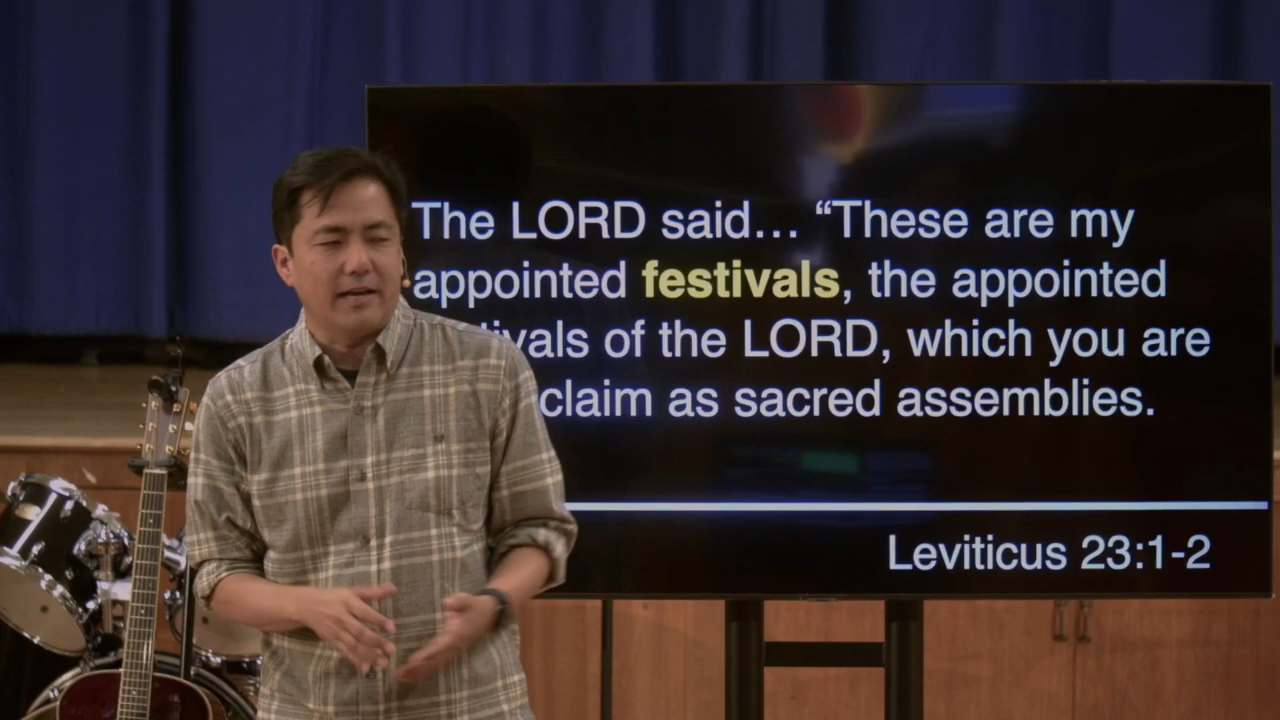 The LORD said… “These are my
appointed festivals, the appointed
tivals of the LORD, which you are
claim as sacred assemblies.
Leviticus 23:1-2